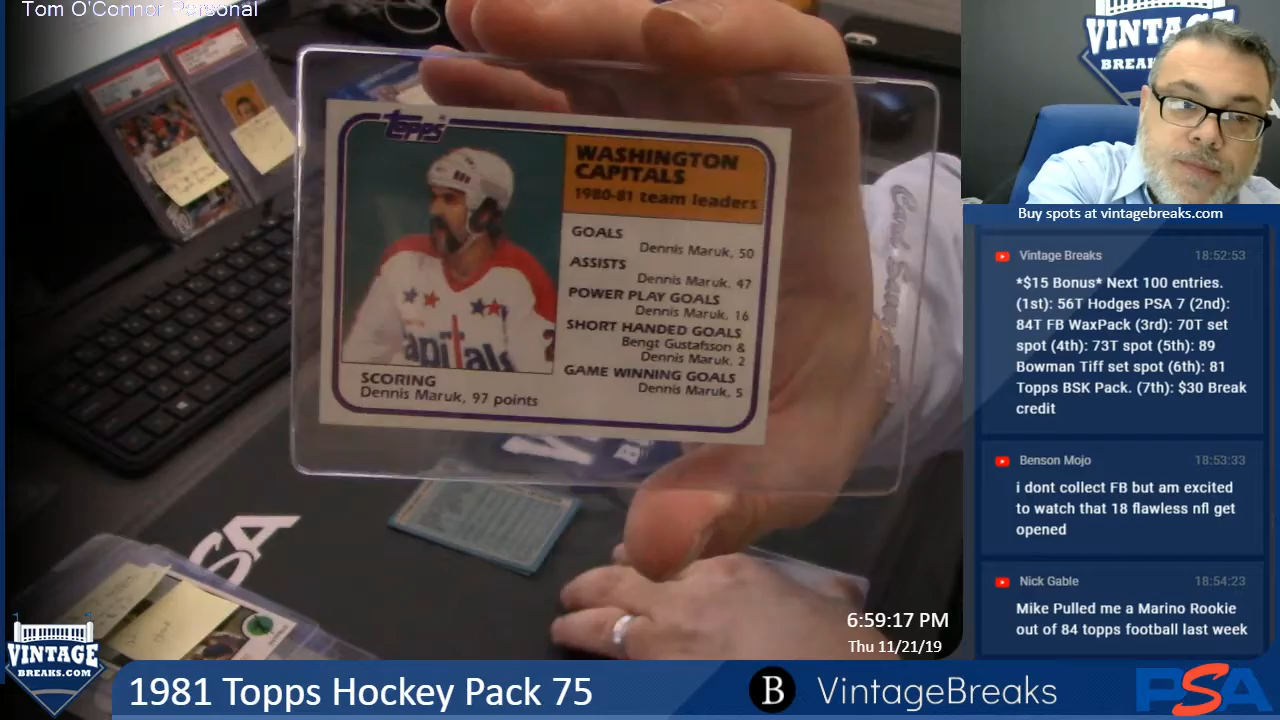 Tom O'Connor Personal
Topps
WASHINGTON
CAPITALS
1980-81 team leaders
GOALS
Dennis Maruk, 50
ASSISTS
Dennis Maruk, 47
POWER PLAY GOALS
Dennis Maruk, 16
SHORT HANDED GOALS
Bengt Gustafsson &
Dennis Maruk, 2
GAME WINNING GOALS
Dennis Maruk, 5
SCORING
Dennis Maruk, 97 points
capitals
VINTAGE
BREAKS
Buy spots at vintagebreaks.com
Vintage Breaks 18:52:53
*$15 Bonus* Next 100 entries.
(1st): 56T Hodges PSA 7 (2nd):
84T FB WaxPack (3rd): 70T set
spot (4th): 73T spot (5th): 89
Bowman Tiff set spot (6th): 81
Topps BSK Pack. (7th): $30 Break
credit
Benson Mojo 18:53:33
i dont collect FB but am excited
to watch that 18 flawless nfl get
opened
Nick Gable 18:54:23
Mike Pulled me a Marino Rookie
out of 84 topps football last week
6:59:17 PM
Thu 11/21/19
VINTAGE
BREAKS.COM
1981 Topps Hockey Pack 75
B VintageBreaks
PSA